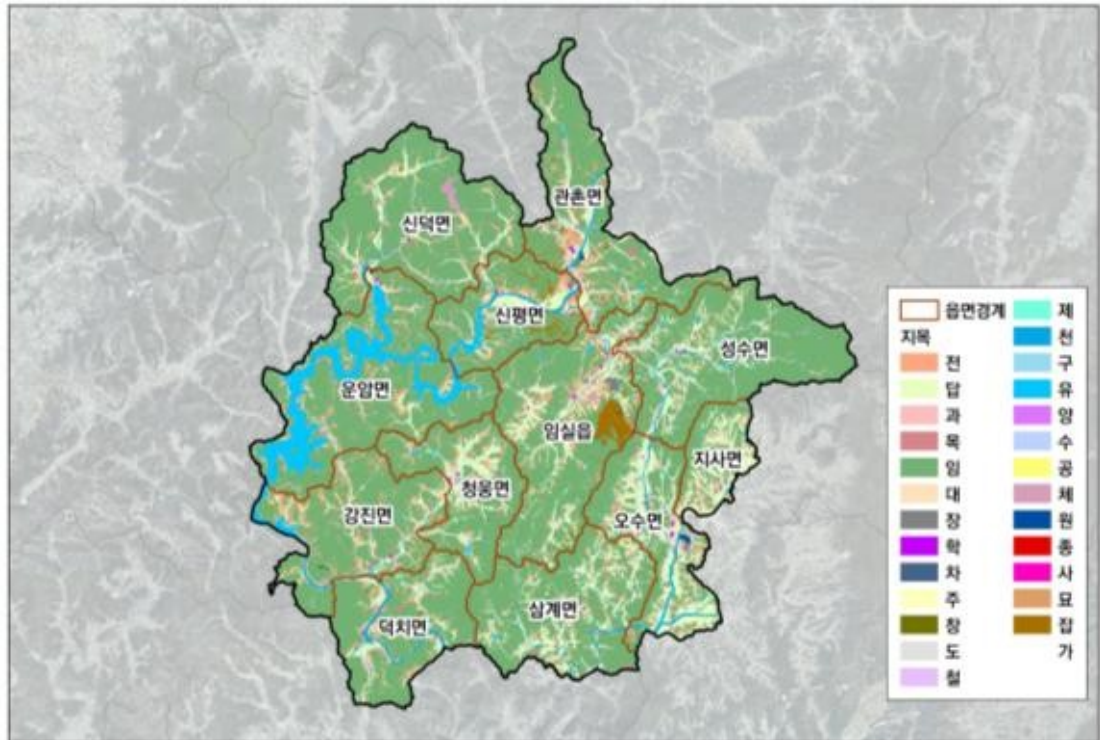 관촌면
신덕면
신평면
성수면
운암면
임실읍
지사면
청웅면
강진면
오수면
삼계면
덕치면
읍면경계
지목
전
답
과
목
임
대
장
학
차
주
창
도
철
제
천
구
유
양
수
공
체
원
종
사
묘
잡
가